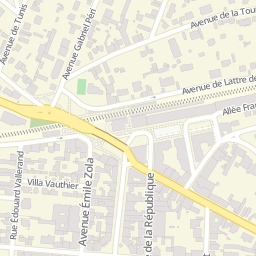 Avenue de Tunis
Avenue Gabriel Péri
Avenue de la Tou
Avenue de Lattre de
Allée Fra
Rue Édouard Vaillerand
Villa Vauthier
Avenue Émile Zola
e de la République